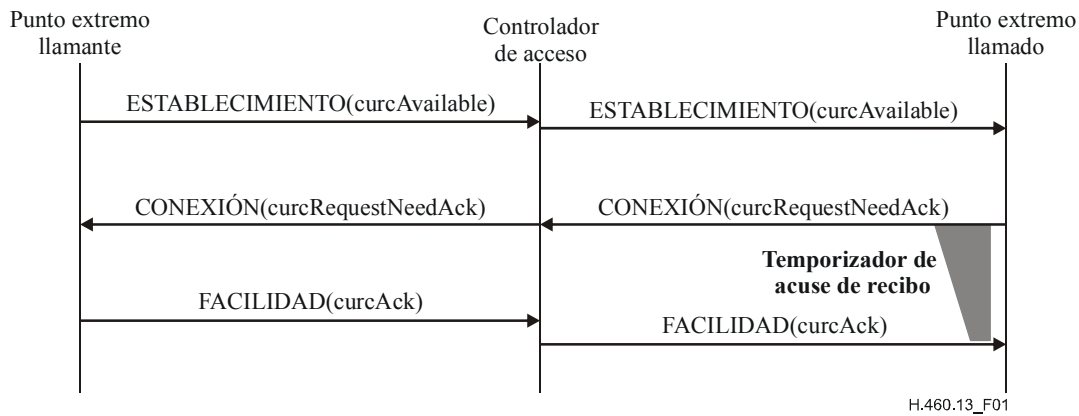 Punto extremo
llamante
Controlador
de acceso
Punto extremo
llamado
ESTABLECIMIENTO(curcAvailable)
ESTABLECIMIENTO(curcAvailable)
CONEXIÓN(curcRequestNeedAck)
CONEXIÓN(curcRequestNeedAck)
Temporizador de
acuse de recibo
FACILIDAD(curcAck)
FACILIDAD(curcAck)
H.460.13_F01